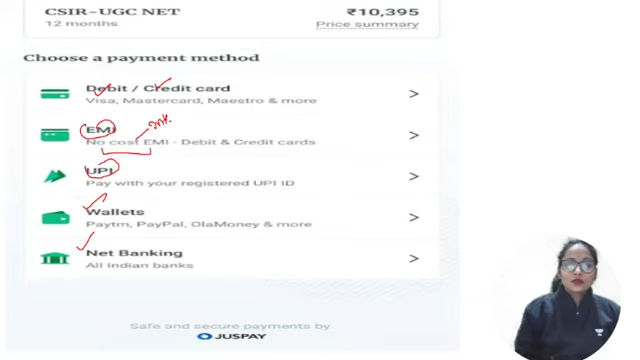 CSIR-UGC NET
₹10,395
12 months
Price summary
Choose a payment method
Debit / Credit card
Visa, Mastercard, Maestro & more
EMI
No cost EMI - Debit & Credit cards
UPI
Pay with your registered UPI ID
Wallets
Paytm, PayPal, OlaMoney & more
Net Banking
All Indian banks
Safe and secure payments by
JUSPAY